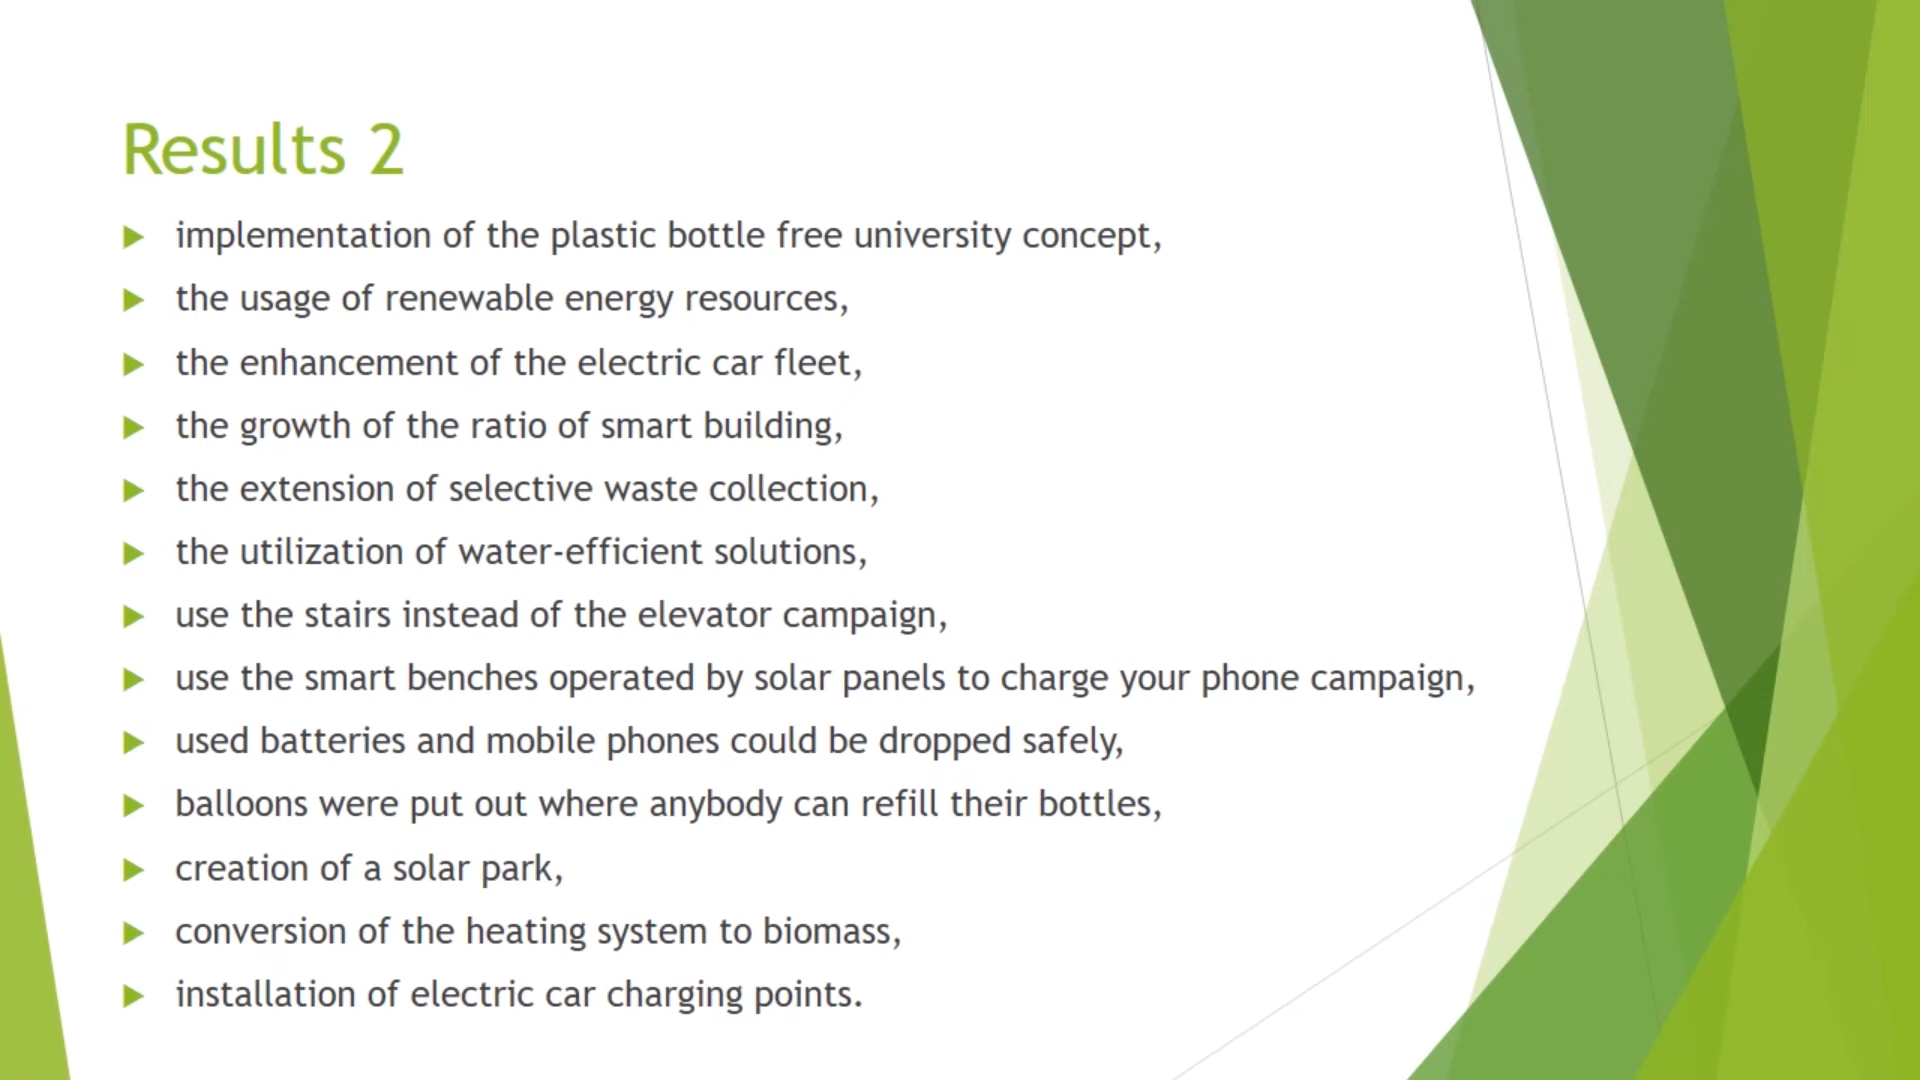 Results 2
implementation of the plastic bottle free university concept,
the usage of renewable energy resources,
the enhancement of the electric car fleet,
the growth of the ratio of smart building,
the extension of selective waste collection,
the utilization of water-efficient solutions,
use the stairs instead of the elevator campaign,
use the smart benches operated by solar panels to charge your phone campaign,
used batteries and mobile phones could be dropped safely,
balloons were put out where anybody can refill their bottles,
creation of a solar park,
conversion of the heating system to biomass,
installation of electric car charging points.